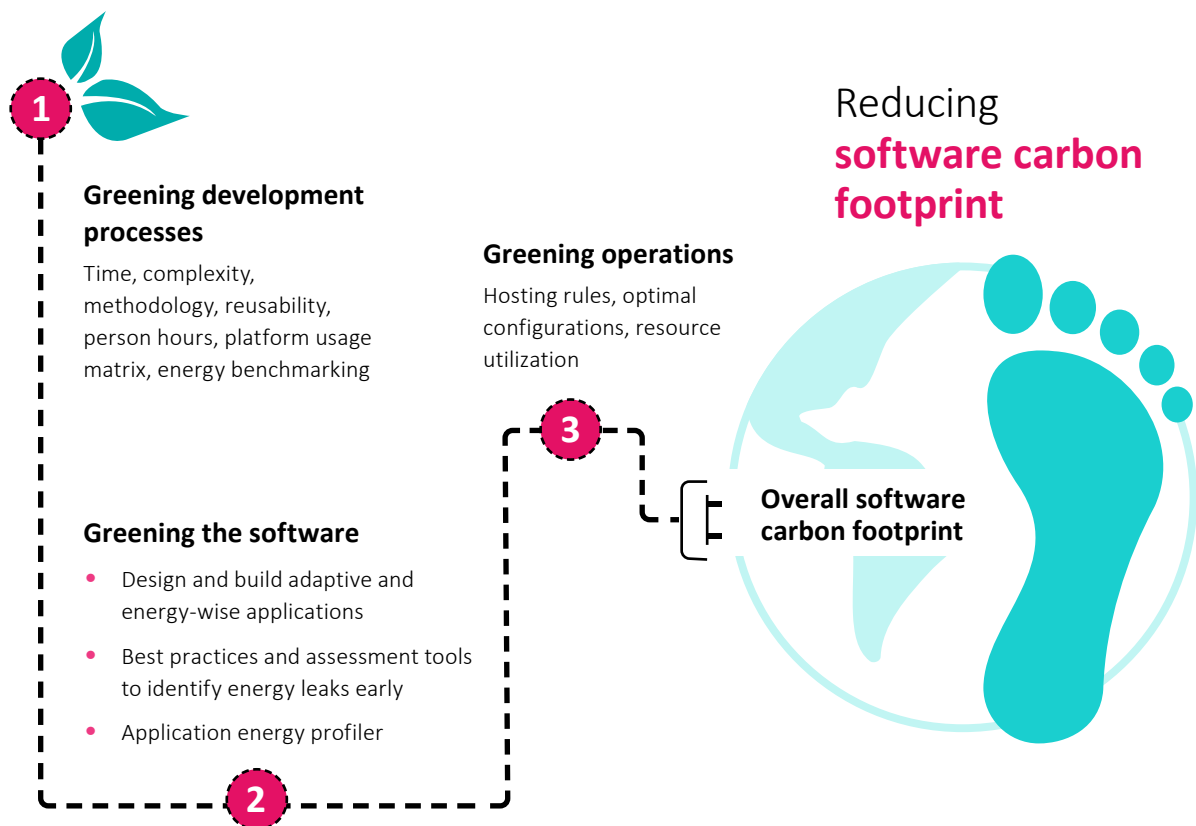 1
Reducing
software carbon
footprint
Greening development
processes
Time, complexity,
methodology, reusability,
person hours, platform usage
matrix, energy benchmarking
Greening the software
• Design and build adaptive and
energy-wise applications
• Best practices and assessment tools
to identify energy leaks early
• Application energy profiler
2
Greening operations
Hosting rules, optimal
configurations, resource
utilization
3
Overall software
carbon footprint